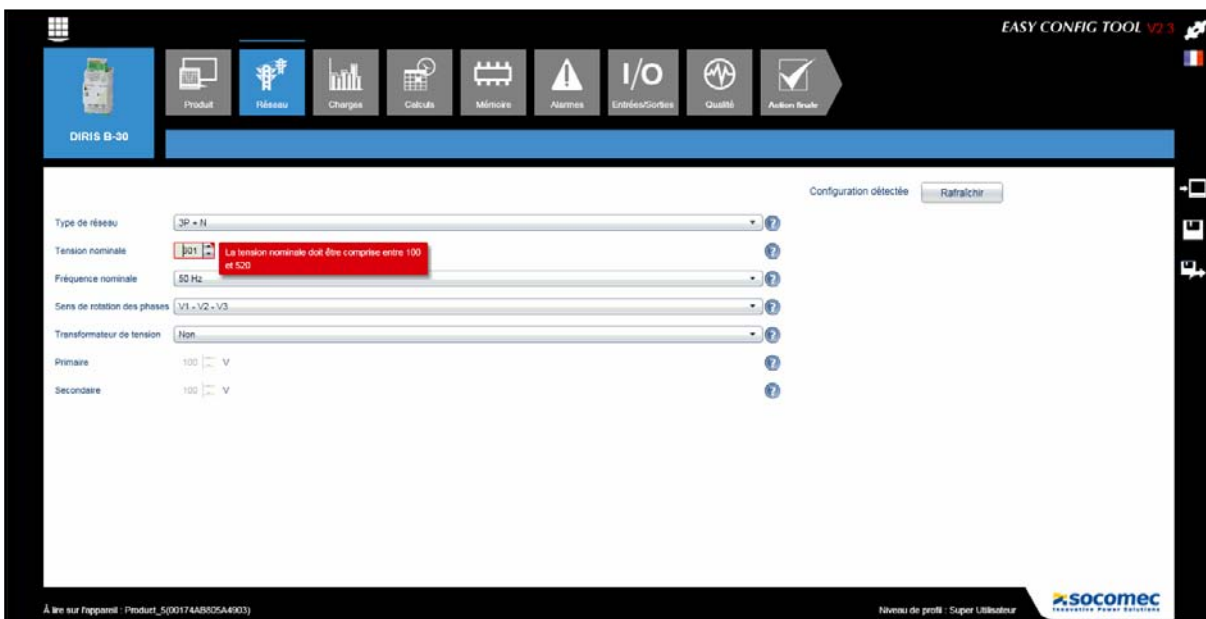 EASY CONFIG TOOL V2.3
Produit
Réseau
Charges
Calculs
Mémoire
Alarmes
I/O
Entrées/Sorties
Qualité
Action finale
DIRIS B-30
Configuration détectée
Rafraîchir
Type de réseau
3P + N
Tension nominale
901
La tension nominale doit être comprise entre 100
et 520
Fréquence nominale
50 Hz
Sens de rotation des phases
V1 - V2 - V3
Transformateur de tension
Non
Primaire
100 V
Secondaire
100 V
À lire sur l'appareil : Product_5(00174AB805A4903)
Niveau de profil : Super Utilisateur
socomec
Innovative Power Solutions